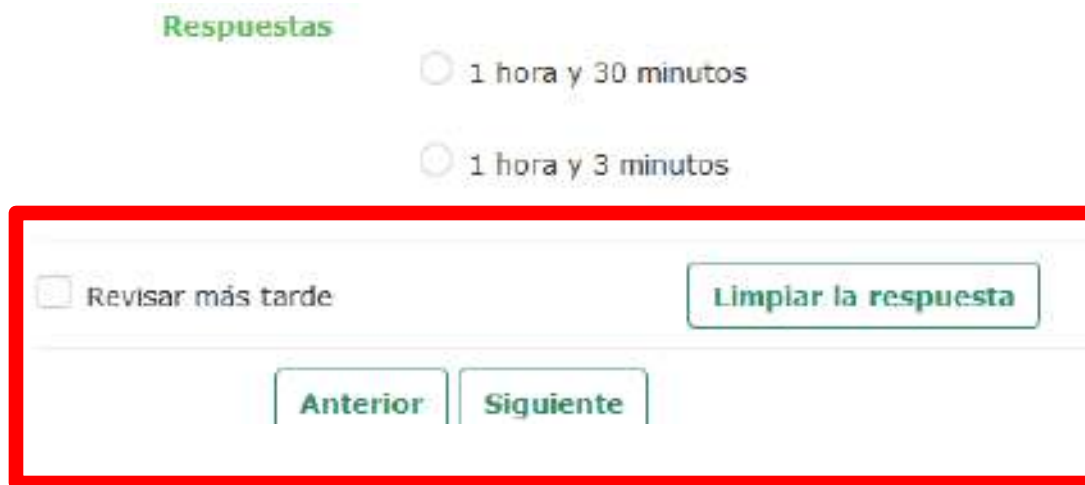 Respuestas
1 hora y 30 minutos
1 hora y 3 minutos
Revisar más tarde
Limpiar la respuesta
Anterior
Siguiente